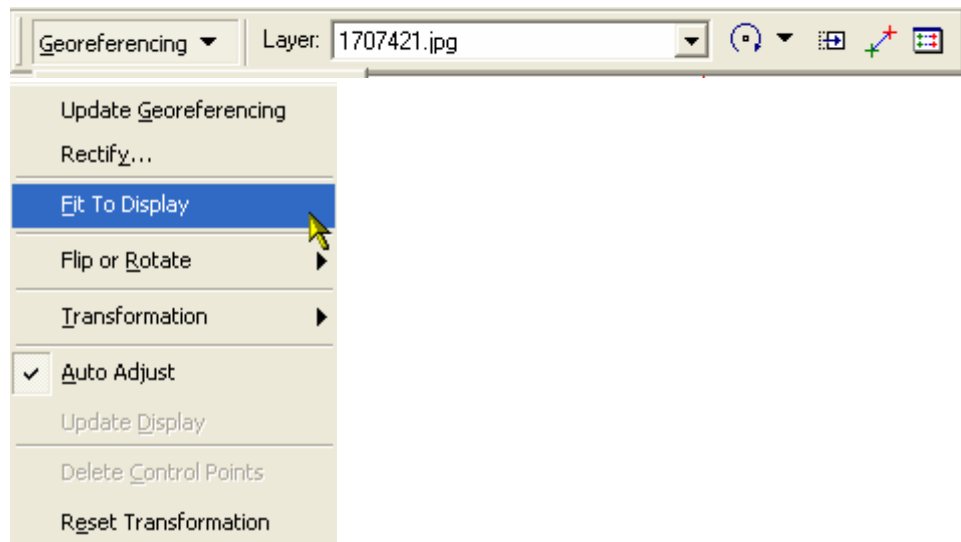 Georeferencing Layer: 1707421.jpg
Update Georeferencing
Rectify...
Fit To Display
Flip or Rotate
Transformation
Auto Adjust
Update Display
Delete Control Points
Reset Transformation